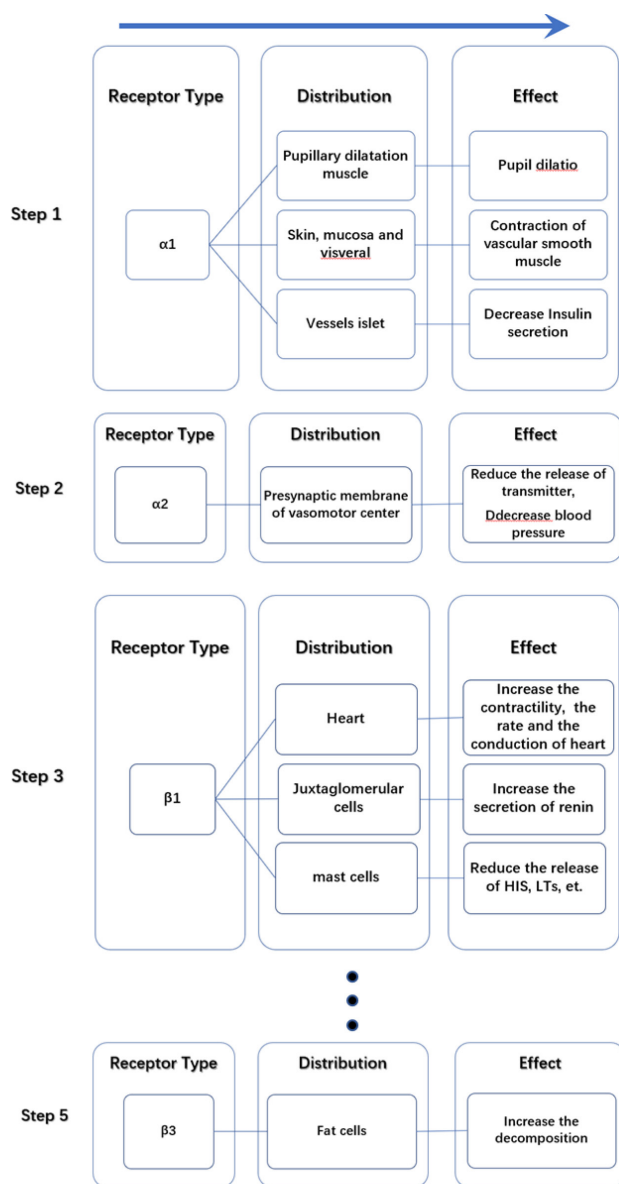 Receptor Type
Distribution
Effect
Step 1
α1
Pupillary dilatation
muscle
Pupil dilatio
Skin, mucosa and
visveral
Contraction of
vascular smooth
muscle
Vessels islet
Decrease Insulin
secretion
Receptor Type
Distribution
Effect
Step 2
α2
Presynaptic membrane
of vasomotor center
Reduce the release of
transmitter,
Ddecrease blood
pressure
Receptor Type
Distribution
Effect
Step 3
β1
Heart
Increase the
contractility, the
rate and the
conduction of heart
Juxtaglomerular
cells
Increase the
secretion of renin
mast cells
Reduce the release
of HIS, LTs, et.
Receptor Type
Distribution
Effect
Step 5
β3
Fat cells
Increase the
decomposition